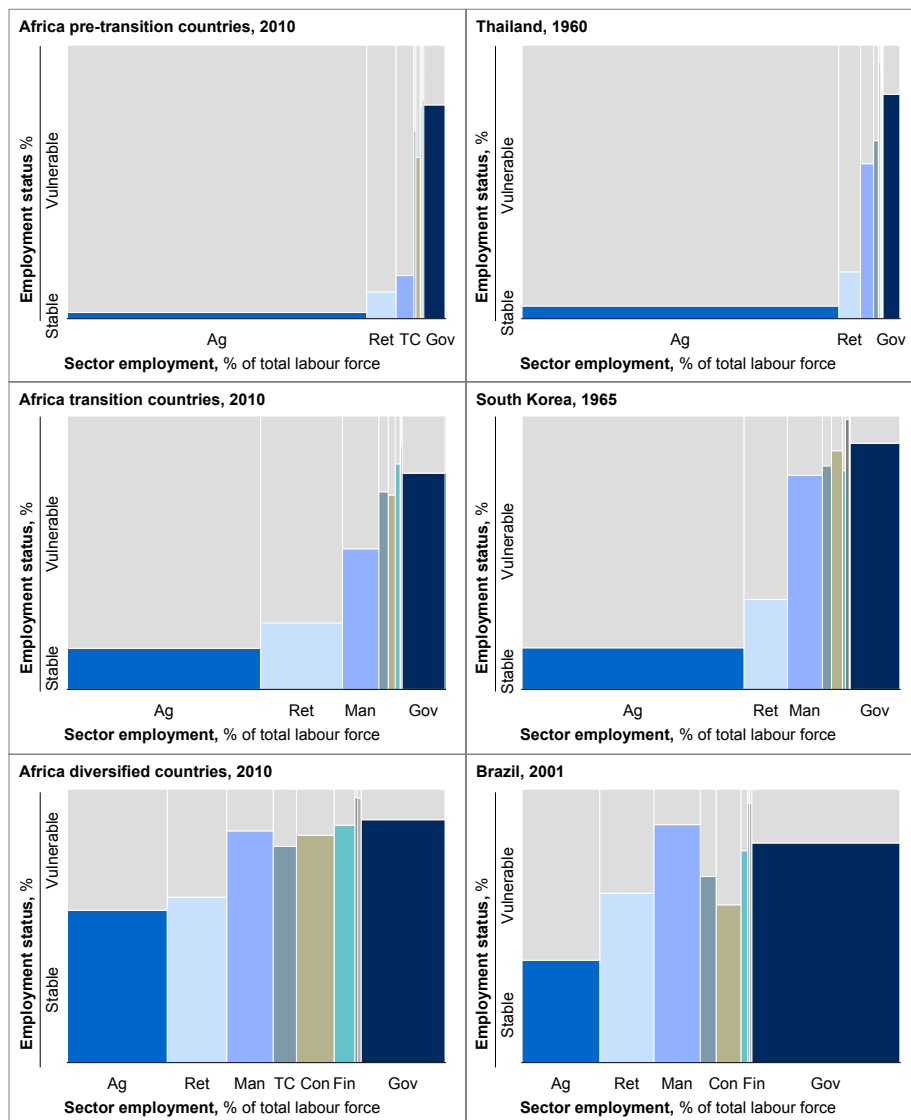 Africa pre-transition countries, 2010
Employment status %
Vulnerable
Stable
Ag Ret TC Gov
Sector employment, % of total labour force
Thailand, 1960
Employment status, %
Vulnerable
Stable
Ag Ret Gov
Sector employment, % of total labour force
Africa transition countries, 2010
Employment status, %
Vulnerable
Stable
Ag Ret Man Gov
Sector employment, % of total labour force
South Korea, 1965
Employment status, %
Vulnerable
Stable
Ag Ret Man Gov
Sector employment, % of total labour force
Africa diversified countries, 2010
Employment status, %
Vulnerable
Stable
Ag Ret Man TC Con Fin Gov
Sector employment, % of total labour force
Brazil, 2001
Employment status, %
Vulnerable
Stable
Ag Ret Man Con Fin Gov
Sector employment, % of total labour force